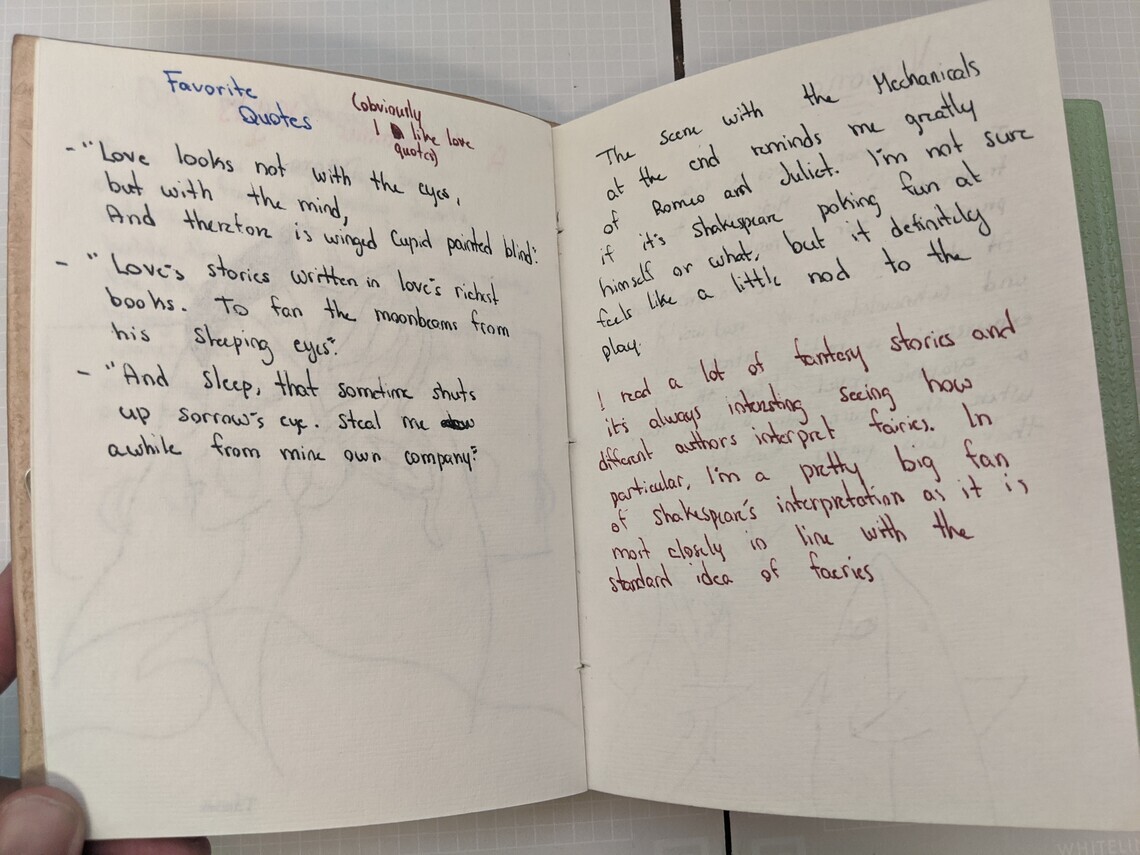 Favorite
Quotes
(obviously
I like love
quotes)
- "Love looks not with the eyes,
but with the mind,
And therefore is winged Cupid painted blind".
- "Love's stories written in love's richest
books. To fan the moonbeams from
his sleeping eyes".
- "And sleep, that sometime shuts
up sorrow's eye. Steal me
awhile from mine own company"
The scene with the Mechanicals
at the end reminds me greatly
of Romeo and Juliet. I'm not sure
if it's Shakespeare poking fun at
himself or what, but it definitely
feels like a little nod to the
play.
I read a lot of fantasy stories and
it's always interesting seeing how
different authors interpret fairies. In
particular, I'm a pretty big fan
of Shakespeare's interpretation as it is
most closely in line with the
standard idea of faeries